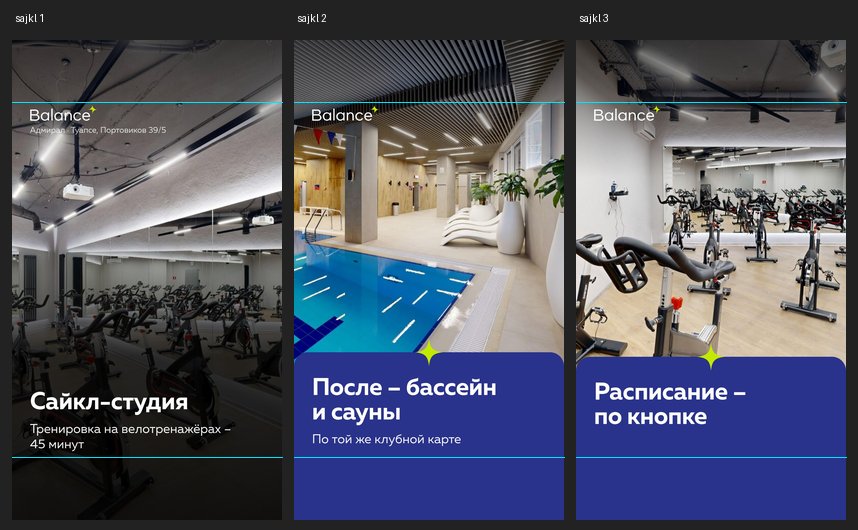 sajkl 1
sajkl 2
sajkl 3
Balance
Адмирал · Туапсе, Портовиков 39/5
Сайкл-студия
Тренировка на велотренажёрах –
45 минут
Balance
После – бассейн
и сауны
По той же клубной карте
Balance
Расписание –
по кнопке